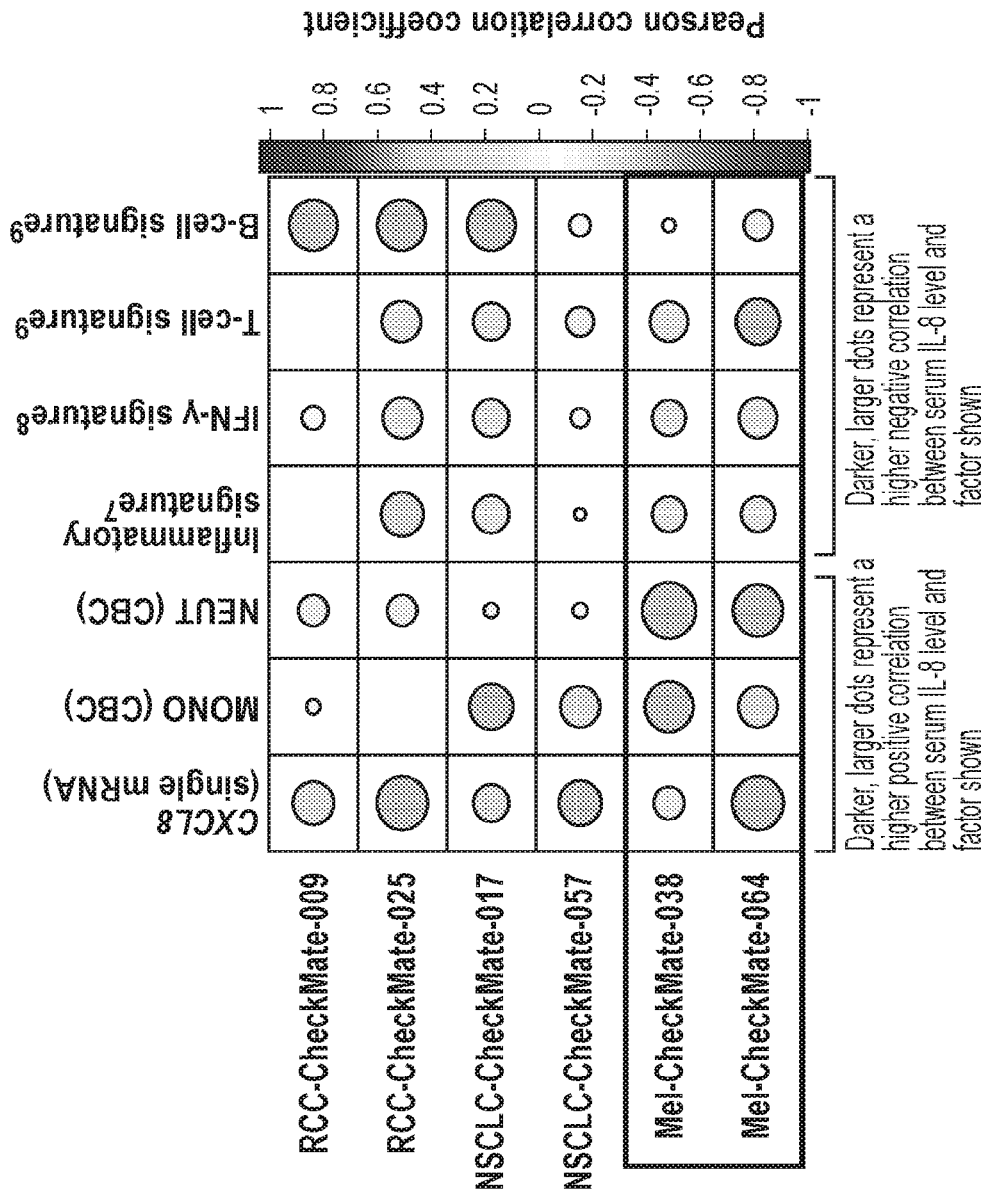 CXCL8
(single mRNA)
MONO (CBC)
NEUT (CBC)
Inflammatory
signature7
IFN-γ signature8
T-cell signature9
B-cell signature9
RCC-CheckMate-009
RCC-CheckMate-025
NSCLC-CheckMate-017
NSCLC-CheckMate-057
Mel-CheckMate-038
Mel-CheckMate-064
1
0.8
0.6
0.4
0.2
0
-0.2
-0.4
-0.6
-0.8
-1
Pearson correlation coefficient
Darker, larger dots represent a
higher positive correlation
between serum IL-8 level and
factor shown
Darker, larger dots represent a
higher negative correlation
between serum IL-8 level and
factor shown